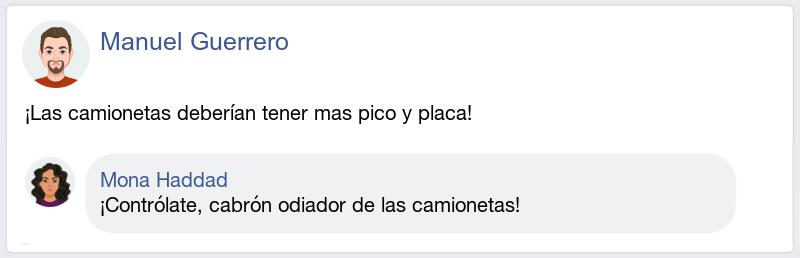 Manuel Guerrero
¡Las camionetas deberían tener mas pico y placa!
Mona Haddad
¡Contrólate, cabrón odiador de las camionetas!